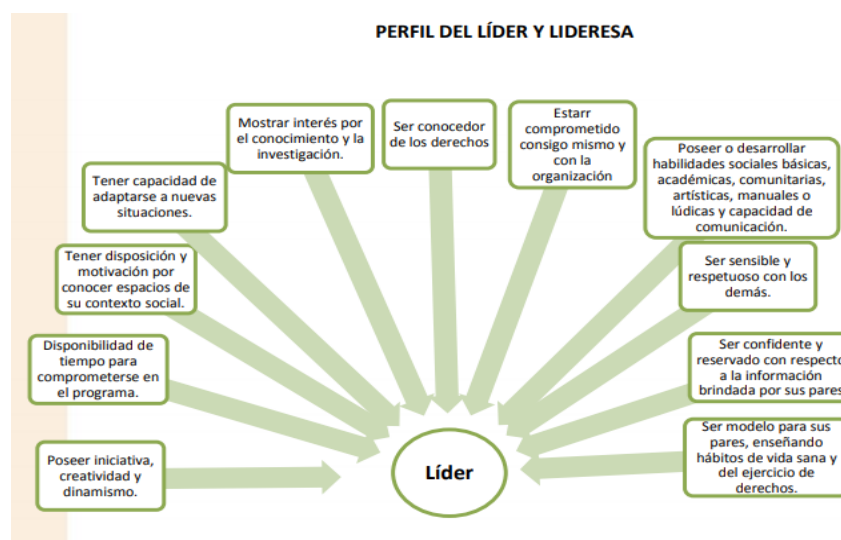 PERFIL DEL LÍDER Y LIDERESA
Poseer iniciativa,
creatividad y
dinamismo.
Disponibilidad de
tiempo para
comprometerse en
el programa.
Tener disposición y
motivación por
conocer espacios de
su contexto social.
Tener capacidad de
adaptarse a nuevas
situaciones.
Mostrar interés por
el conocimiento y la
investigación.
Ser conocedor
de los derechos
Estarr
comprometido
consigo mismo y
con la
organización
Poseer o desarrollar
habilidades sociales básicas,
académicas, comunitarias,
artísticas, manuales o
lúdicas y capacidad de
comunicación.
Ser sensible y
respetuoso con los
demás.
Ser confidente y
reservado con respecto
a la información
brindada por sus pares
Ser modelo para sus
pares, enseñando
hábitos de vida sana y
del ejercicio de
derechos.
Líder